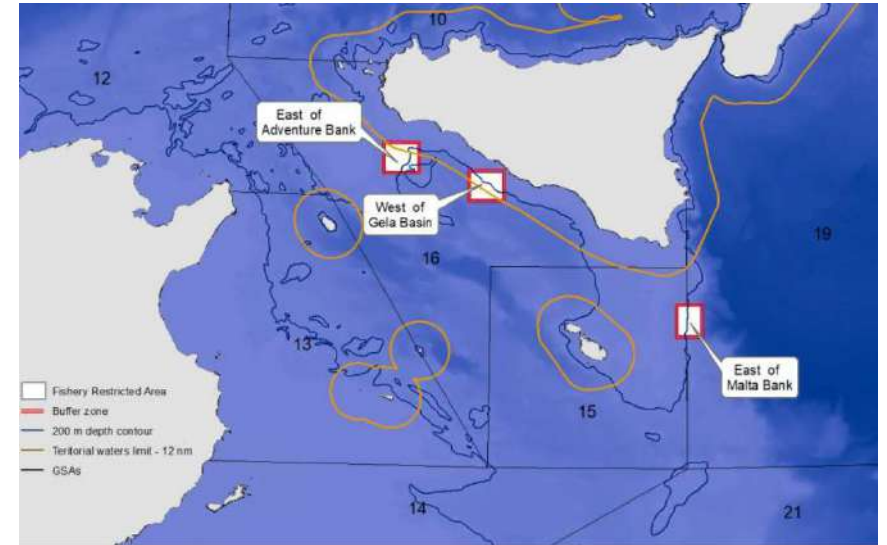 10
12
East of
Adventure Bank
West of
Gela Basin
19
16
13
East of
Malta Bank
15
Fishery Restricted Area
Buffer zone
200 m depth contour
Teritorial waters limit - 12 nm
GSAs
14
21